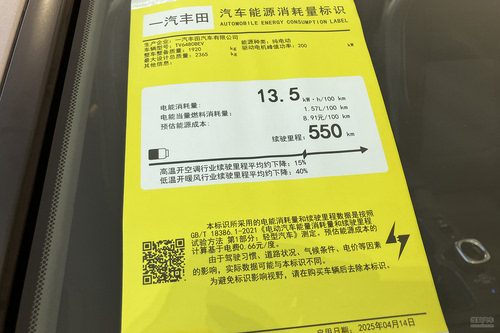 一汽丰田
汽车能源消耗量标识
AUTOMOBILE ENERGY CONSUMPTION LABEL
生产企业: 一汽丰田汽车有限公司
车辆型号: TV6480BEV
能源种类: 纯电动
整车整备质量: 1920 kg
驱动电机峰值功率: 200 kW
最大设计总质量: 2365 kg
其他信息:
电能消耗量: 13.5 kW·h/100 km
电能当量燃料消耗量: 1.57L/100 km
预估能源成本: 8.91元/100 km
续驶里程: 550 km
高温开空调行业续驶里程平均约下降: 15%
低温开暖风行业续驶里程平均约下降: 40%
本标识所采用的电能消耗量和续驶里程数据是按照
GB/T 18386.1-2021《电动汽车能量消耗量和续驶里程
试验方法 第1部分: 轻型汽车》测定。预估能源成本的
计算基于电费0.66元/度。
由于驾驶习惯、道路状况、气候条件、电价等因素
的影响, 实际数据可能与本标识不同。
为避免影响视野, 请在购买车辆后去除本标识。
启用日期: 2025年04月14日